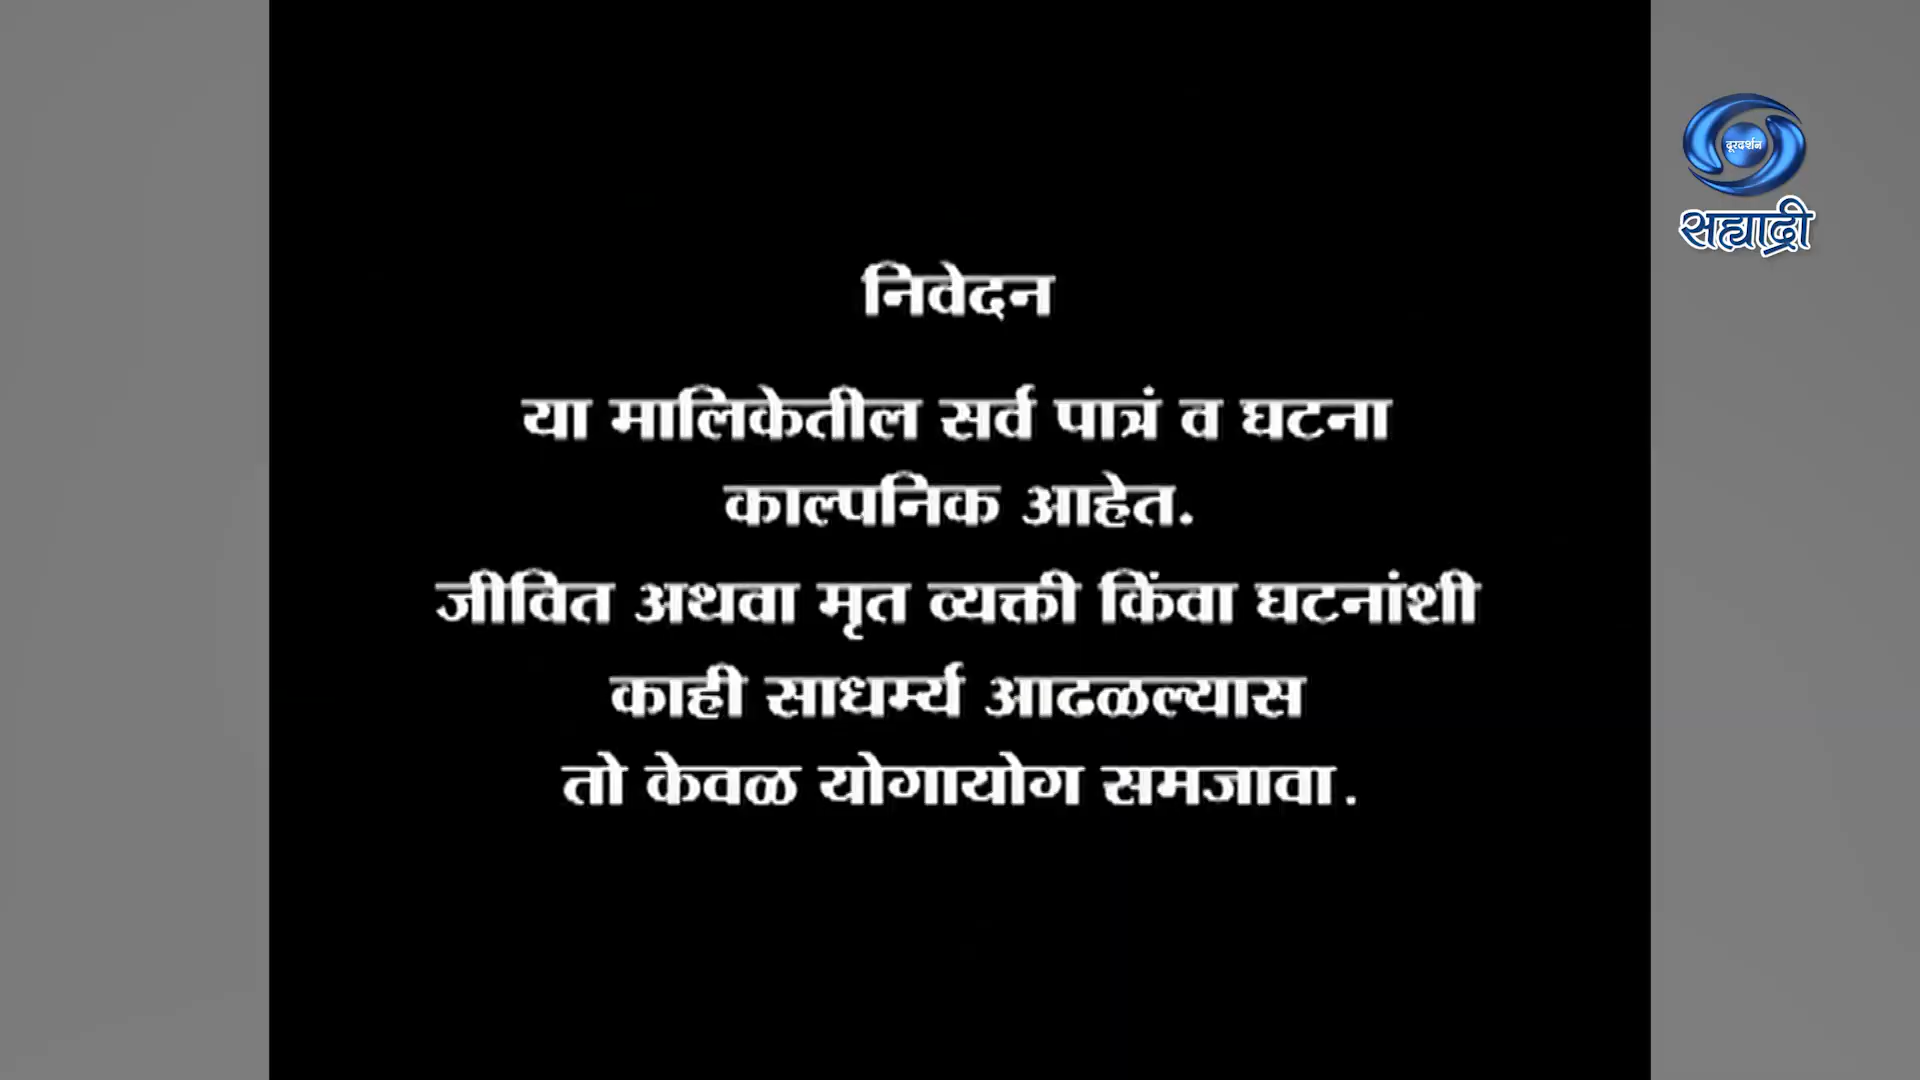 दूरदर्शन
सह्याद्री
निवेदन
या मालिकेतील सर्व पात्रं व घटना
काल्पनिक आहेत.
जीवित अथवा मृत व्यक्ती किंवा घटनांशी
काही साधर्म्य आढळल्यास
तो केवळ योगायोग समजावा.